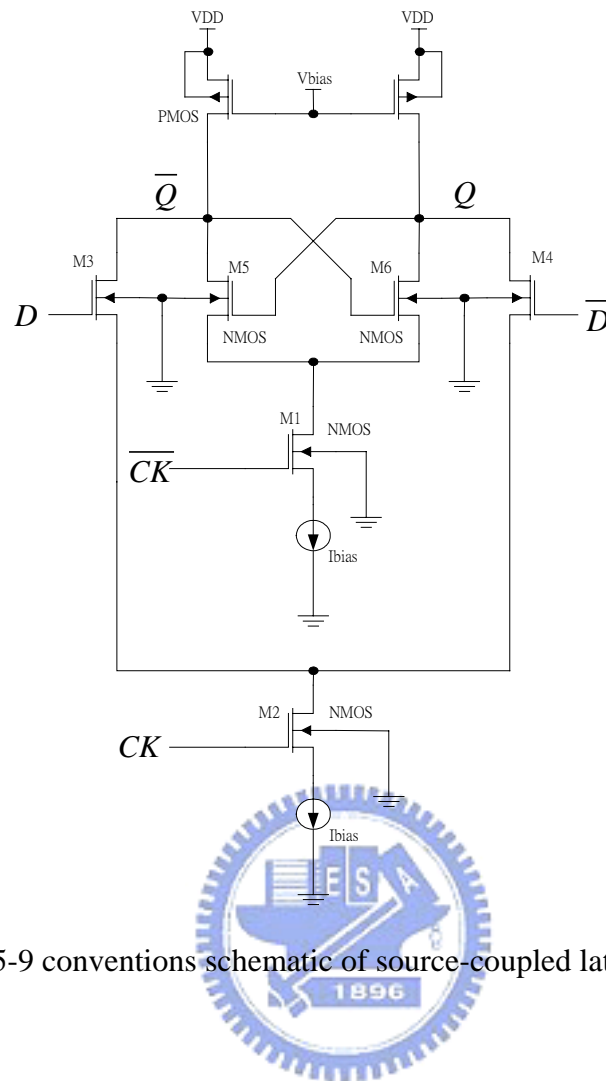 VDD VDD
Vbias
PMOS
Q̅ Q
M3 M5 M6 M4
D D̅
NMOS NMOS
M1
NMOS
C̅K̅
Ibias
M2 NMOS
CK
Ibias
E S A
5-9 conventions schematic of source-coupled lat
1896